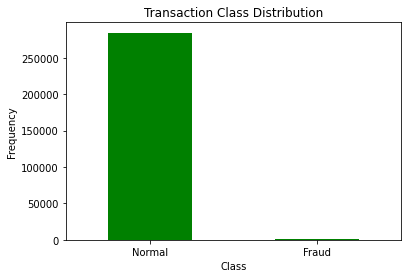 Transaction Class Distribution
250000
200000
150000
100000
50000
0
Frequency
Normal
Fraud
Class